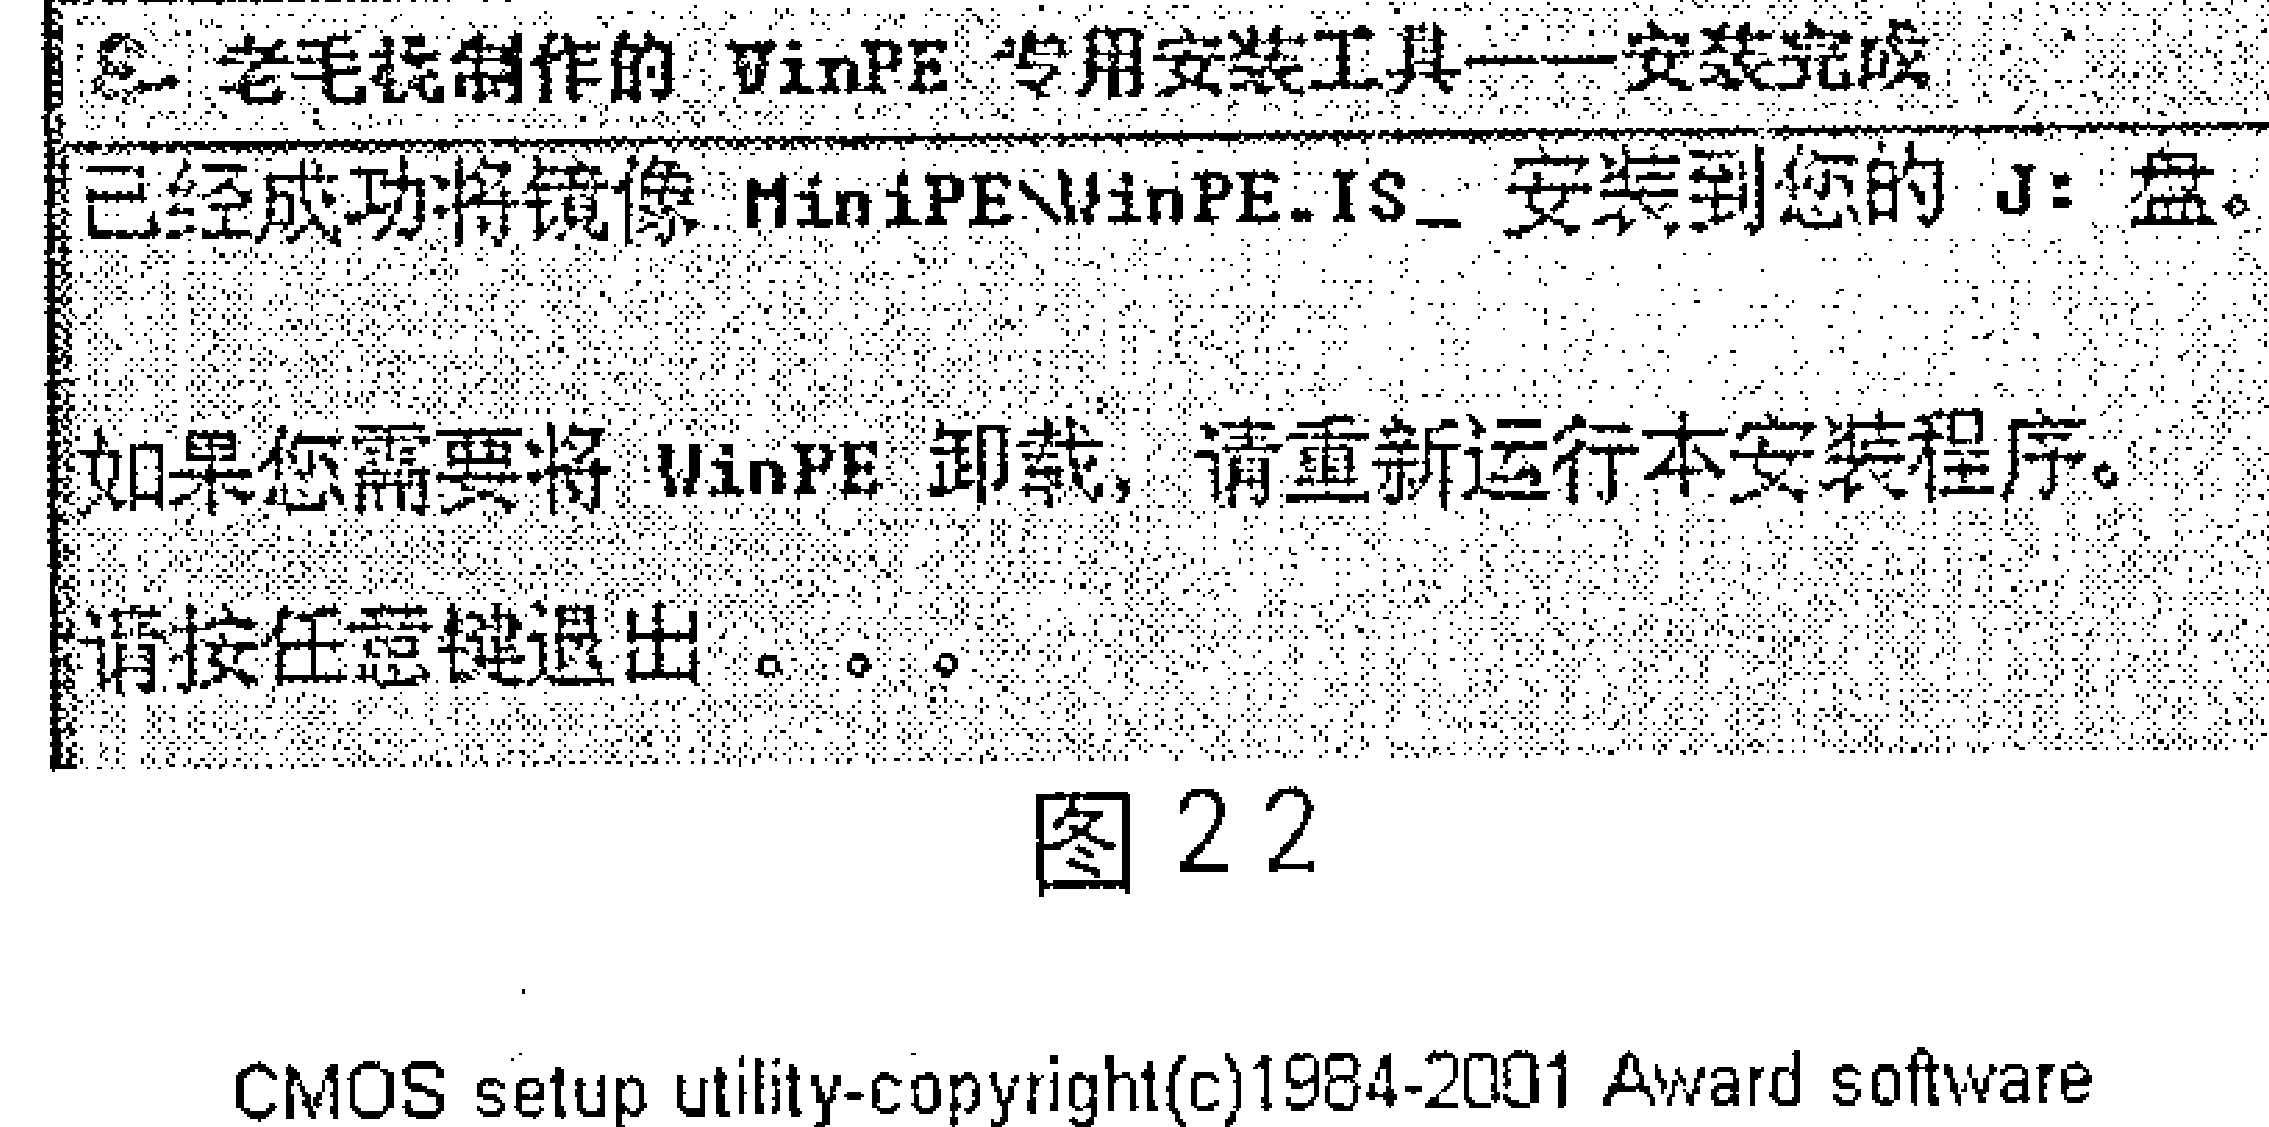 老毛桃制作的 WinPE 专用安装工具——安装完成
已经成功将镜像 MiniPE\WinPE.IS_ 安装到您的 J: 盘。
如果您需要将 WinPE 卸载, 请重新运行本安装程序。
请按任意键退出 。。。
图 22
CMOS setup utility-copyright(c)1984-2001 Award software